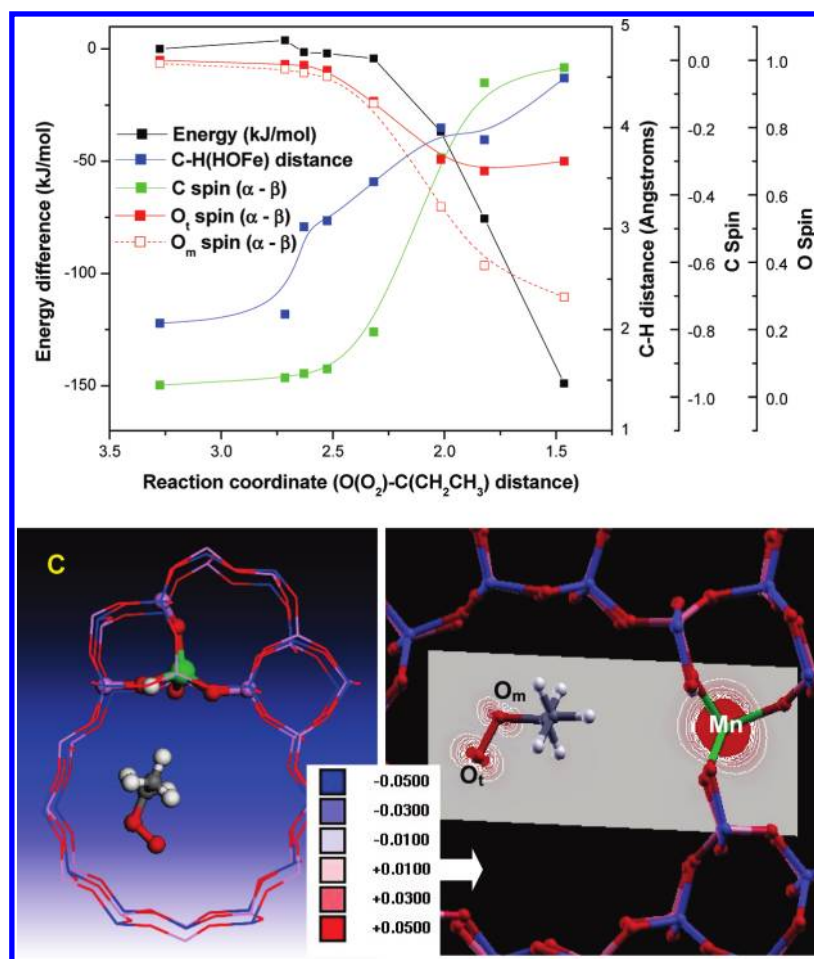 0
-50
-100
-150
Energy difference (kJ/mol)
Energy (kJ/mol)
C-H(HOFe) distance
C spin (α - β)
Oₜ spin (α - β)
Oₘ spin (α - β)
3.5 3.0 2.5 2.0 1.5
Reaction coordinate (O(O₂)-C(CH₂CH₃) distance)
5
4
3
2
1
C-H distance (Angstroms)
0.0
-0.2
-0.4
-0.6
-0.8
-1.0
C Spin
1.0
0.8
0.6
0.4
0.2
0.0
O Spin
C
Oₘ
Oₜ
Mn
-0.0500
-0.0300
-0.0100
+0.0100
+0.0300
+0.0500